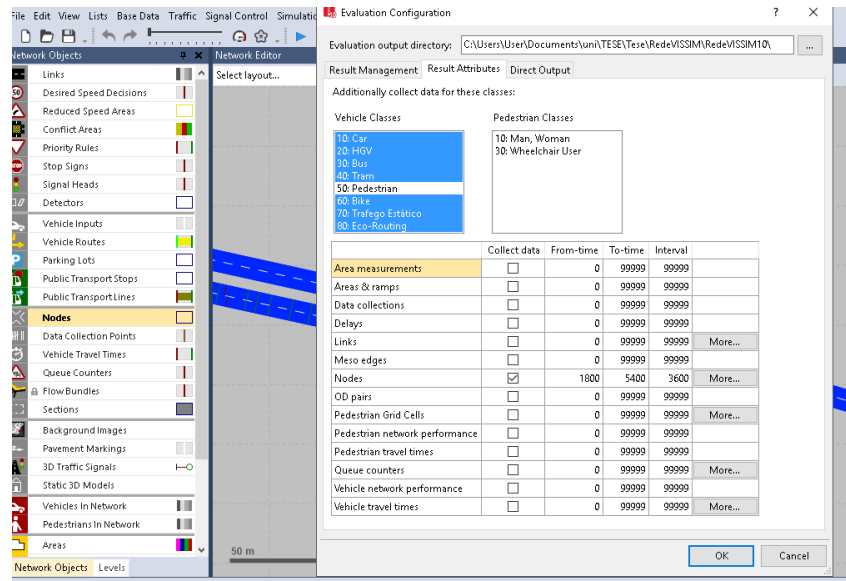 File Edit View Lists Base Data Traffic Signal Control Simulatio
Network Objects
Network Editor
Select layout...
Links
Desired Speed Decisions
Reduced Speed Areas
Conflict Areas
Priority Rules
Stop Signs
Signal Heads
Detectors
Vehicle Inputs
Vehicle Routes
Parking Lots
Public Transport Stops
Public Transport Lines
Nodes
Data Collection Points
Vehicle Travel Times
Queue Counters
Flow Bundles
Sections
Background Images
Pavement Markings
3D Traffic Signals
Static 3D Models
Vehicles In Network
Pedestrians In Network
Areas
Network Objects Levels
50 m
Evaluation Configuration ?
Evaluation output directory: C:\Users\User\Documents\uni\TESE\Tese\RedeVISSIM\RedeVISSIM10\ ...
Result Management Result Attributes Direct Output
Additionally collect data for these classes:
Vehicle Classes Pedestrian Classes
10: Car
20: HGV
30: Bus
40: Tram
50: Pedestrian
60: Bike
70: Trafego Estático
80: Eco-Routing
10: Man, Woman
30: Wheelchair User
Collect data From-time To-time Interval
Area measurements 0 99999 99999
Areas & ramps 0 99999 99999
Data collections 0 99999 99999
Delays 0 99999 99999
Links 0 99999 99999 More...
Meso edges 0 99999 99999
Nodes 1800 5400 3600 More...
OD pairs 0 99999 99999
Pedestrian Grid Cells 0 99999 99999 More...
Pedestrian network performance 0 99999 99999
Pedestrian travel times 0 99999 99999
Queue counters 0 99999 99999 More...
Vehicle network performance 0 99999 99999
Vehicle travel times 0 99999 99999 More...
OK Cancel